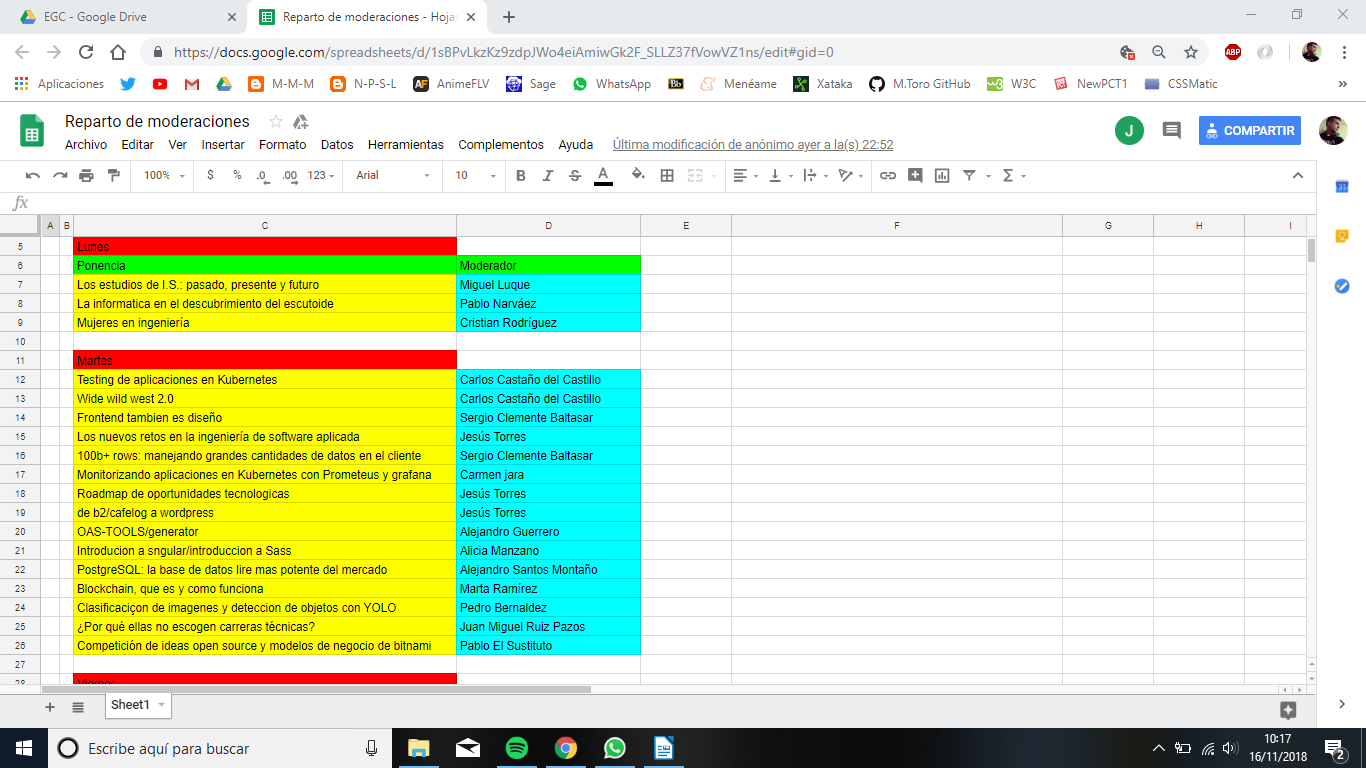 EGC - Google Drive
Reparto de moderaciones - Hojas
https://docs.google.com/spreadsheets/d/1sBPvLkzKz9zdpJWo4eiAmiwGk2F_SLLZ37fVowVZ1ns/edit#gid=0
ABP
Aplicaciones M-M-M N-P-S-L AF AnimeFLV Sage WhatsApp Bb Menéame Xataka M.Toro GitHub w3 W3C NewPCT1 CSSMatic »
Reparto de moderaciones
J COMPARTIR
Archivo Editar Ver Insertar Formato Datos Herramientas Complementos Ayuda Última modificación de anónimo ayer a la(s) 22:52
100% $ % .0 .00 123 Arial 10 B I S A Σ
31
fx
A B C D E F G H I
5 Lunes
6 Ponencia Moderador
7 Los estudios de I.S.: pasado, presente y futuro Miguel Luque
8 La informatica en el descubrimiento del escutoide Pablo Narváez
9 Mujeres en ingeniería Cristian Rodríguez
10
11 Martes
12 Testing de aplicaciones en Kubernetes Carlos Castaño del Castillo
13 Wide wild west 2.0 Carlos Castaño del Castillo
14 Frontend tambien es diseño Sergio Clemente Baltasar
15 Los nuevos retos en la ingeniería de software aplicada Jesús Torres
16 100b+ rows: manejando grandes cantidades de datos en el cliente Sergio Clemente Baltasar
17 Monitorizando aplicaciones en Kubernetes con Prometeus y grafana Carmen jara
18 Roadmap de oportunidades tecnologicas Jesús Torres
19 de b2/cafelog a wordpress Jesús Torres
20 OAS-TOOLS/generator Alejandro Guerrero
21 Introducion a sngular/introduccion a Sass Alicia Manzano
22 PostgreSQL: la base de datos lire mas potente del mercado Alejandro Santos Montaño
23 Blockchain, que es y como funciona Marta Ramírez
24 Clasificaciçon de imagenes y deteccion de objetos con YOLO Pedro Bernaldez
25 ¿Por qué ellas no escogen carreras técnicas? Juan Miguel Ruiz Pazos
26 Competición de ideas open source y modelos de negocio de bitnami Pablo El Sustituto
27
28 Viernes
Sheet1
Escribe aquí para buscar
10:17
16/11/2018
2